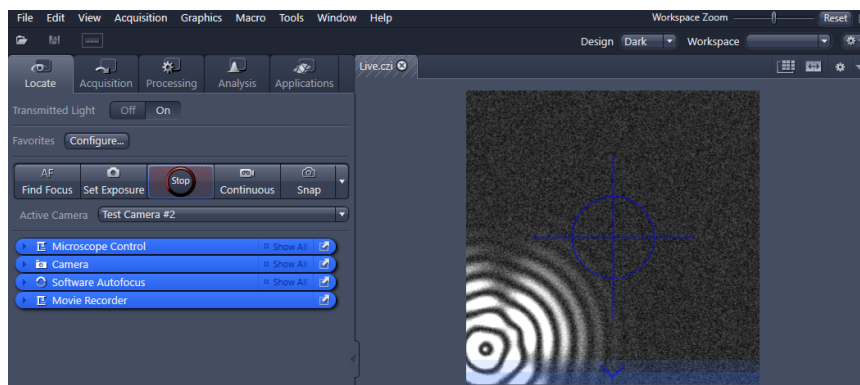 File Edit View Acquisition Graphics Macro Tools Window Help Workspace Zoom Reset
Design Dark Workspace
Locate Acquisition Processing Analysis Applications Live.czi
Transmitted Light Off On
Favorites Configure...
AF
Find Focus Set Exposure Stop Continuous Snap
Active Camera Test Camera #2
Microscope Control Show All
Camera Show All
Software Autofocus Show All
Movie Recorder